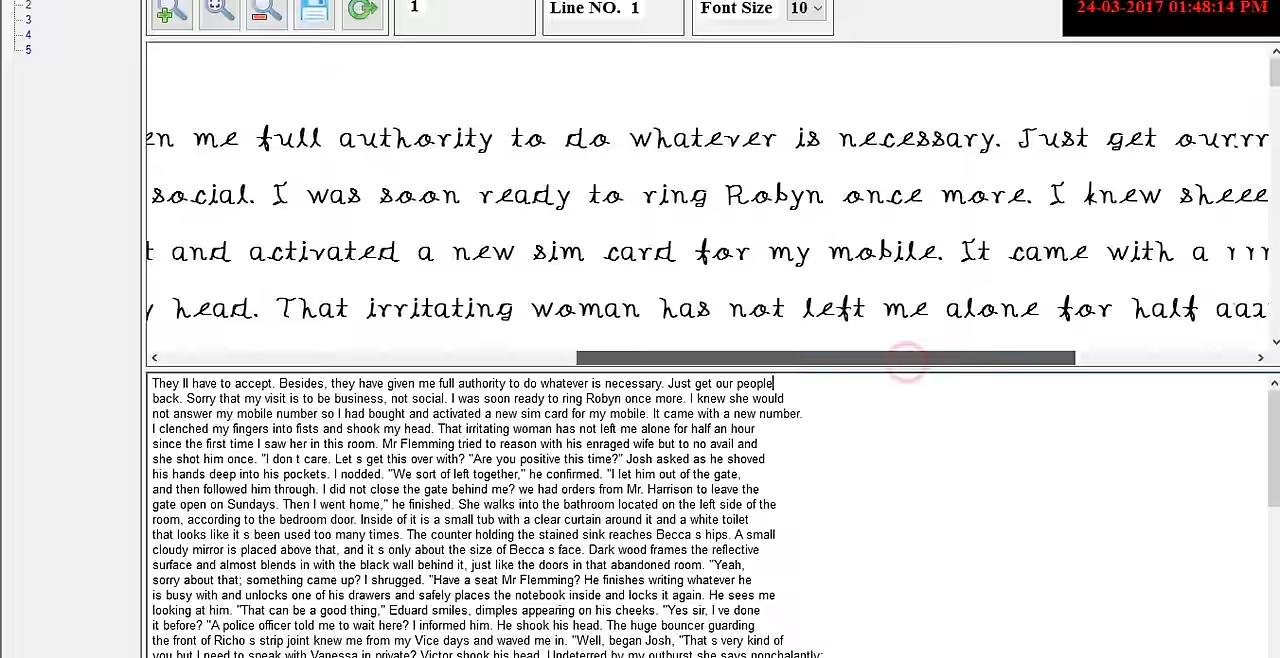 2
3
4
5
1
Line NO. 1
Font Size
10
24-03-2017 01:48:14 PM
en me full authority to do whatever is necessary. Just get ourrr
social. I was soon ready to ring Robyn once more. I knew sheee
t and activated a new sim card for my mobile. It came with a rrr
y head. That irritating woman has not left me alone for half aaa
They ll have to accept. Besides, they have given me full authority to do whatever is necessary. Just get our people
back. Sorry that my visit is to be business, not social. I was soon ready to ring Robyn once more. I knew she would
not answer my mobile number so I had bought and activated a new sim card for my mobile. It came with a new number.
I clenched my fingers into fists and shook my head. That irritating woman has not left me alone for half an hour
since the first time I saw her in this room. Mr Flemming tried to reason with his enraged wife but to no avail and
she shot him once. "I don t care. Let s get this over with? "Are you positive this time?" Josh asked as he shoved
his hands deep into his pockets. I nodded. "We sort of left together," he confirmed. "I let him out of the gate,
and then followed him through. I did not close the gate behind me? we had orders from Mr. Harrison to leave the
gate open on Sundays. Then I went home," he finished. She walks into the bathroom located on the left side of the
room, according to the bedroom door. Inside of it is a small tub with a clear curtain around it and a white toilet
that looks like it s been used too many times. The counter holding the stained sink reaches Becca s hips. A small
cloudy mirror is placed above that, and it s only about the size of Becca s face. Dark wood frames the reflective
surface and almost blends in with the black wall behind it, just like the doors in that abandoned room. "Yeah,
sorry about that; something came up? I shrugged. "Have a seat Mr Flemming? He finishes writing whatever he
is busy with and unlocks one of his drawers and safely places the notebook inside and locks it again. He sees me
looking at him. "That can be a good thing," Eduard smiles, dimples appearing on his cheeks. "Yes sir, I ve done
it before? "A police officer told me to wait here? I informed him. He shook his head. The huge bouncer guarding
the front of Richo s strip joint knew me from my Vice days and waved me in. "Well, began Josh, "That s very kind of
you but I need to speak with Vanessa in private? Victor shook his head. Undeterred by my outburst she says nonchalantly;